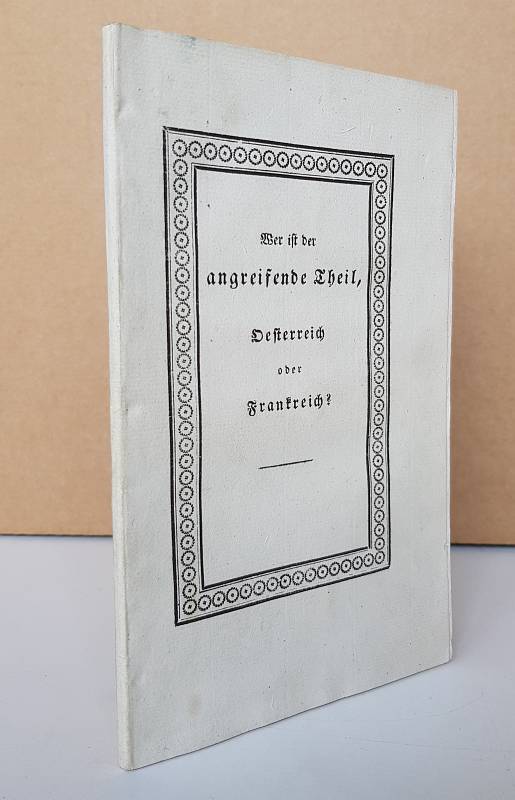 Wer iſt der
angreifende Theil,
Oeſterreich
oder
Frankreich?